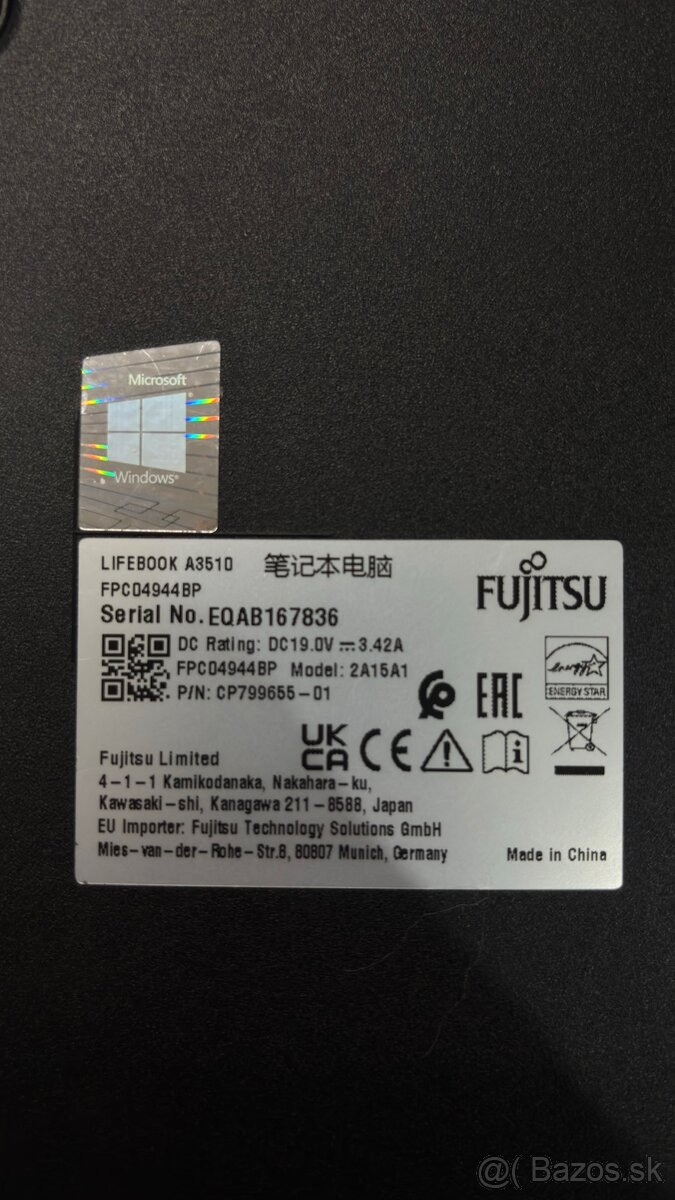 Microsoft
Windows®
LIFEBOOK A3510 笔记本电脑
FPC04944BP
FUJITSU
Serial No. EQAB167836
DC Rating: DC19.0V ⎓ 3.42A
FPC04944BP Model: 2A15A1
P/N: CP799655-01
EAC
energy
ENERGY STAR
UK
CA
CE
Fujitsu Limited
4-1-1 Kamikodanaka, Nakahara-ku,
Kawasaki-shi, Kanagawa 211-8588, Japan
EU Importer: Fujitsu Technology Solutions GmbH
Mies-van-der-Rohe-Str.8, 80807 Munich, Germany
Made in China
@( Bazos.sk